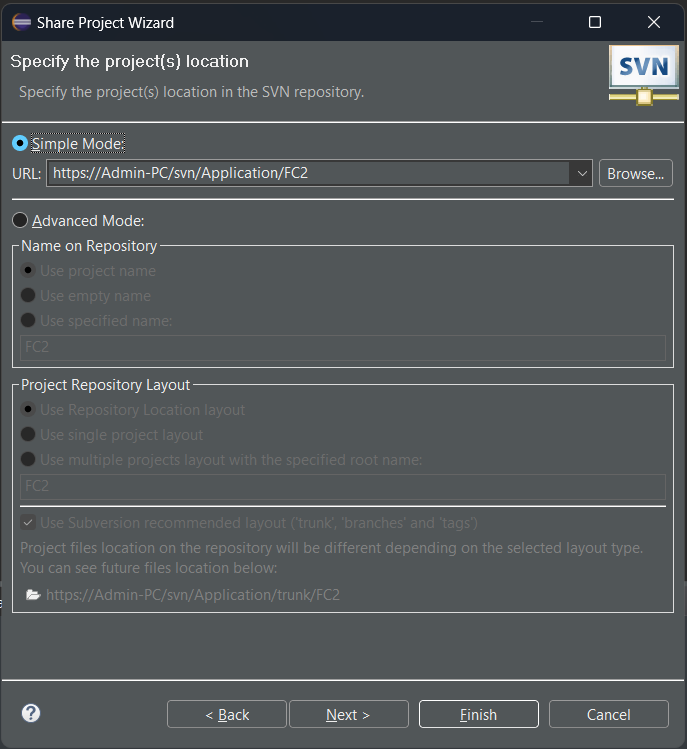 Share Project Wizard
Specify the project(s) location
Specify the project(s) location in the SVN repository.
SVN
Simple Mode:
URL: https://Admin-PC/svn/Application/FC2 Browse...
Advanced Mode:
Name on Repository
Use project name
Use empty name
Use specified name:
FC2
Project Repository Layout
Use Repository Location layout
Use single project layout
Use multiple projects layout with the specified root name:
FC2
Use Subversion recommended layout ('trunk', 'branches' and 'tags')
Project files location on the repository will be different depending on the selected layout type.
You can see future files location below:
https://Admin-PC/svn/Application/trunk/FC2
? < Back Next > Finish Cancel